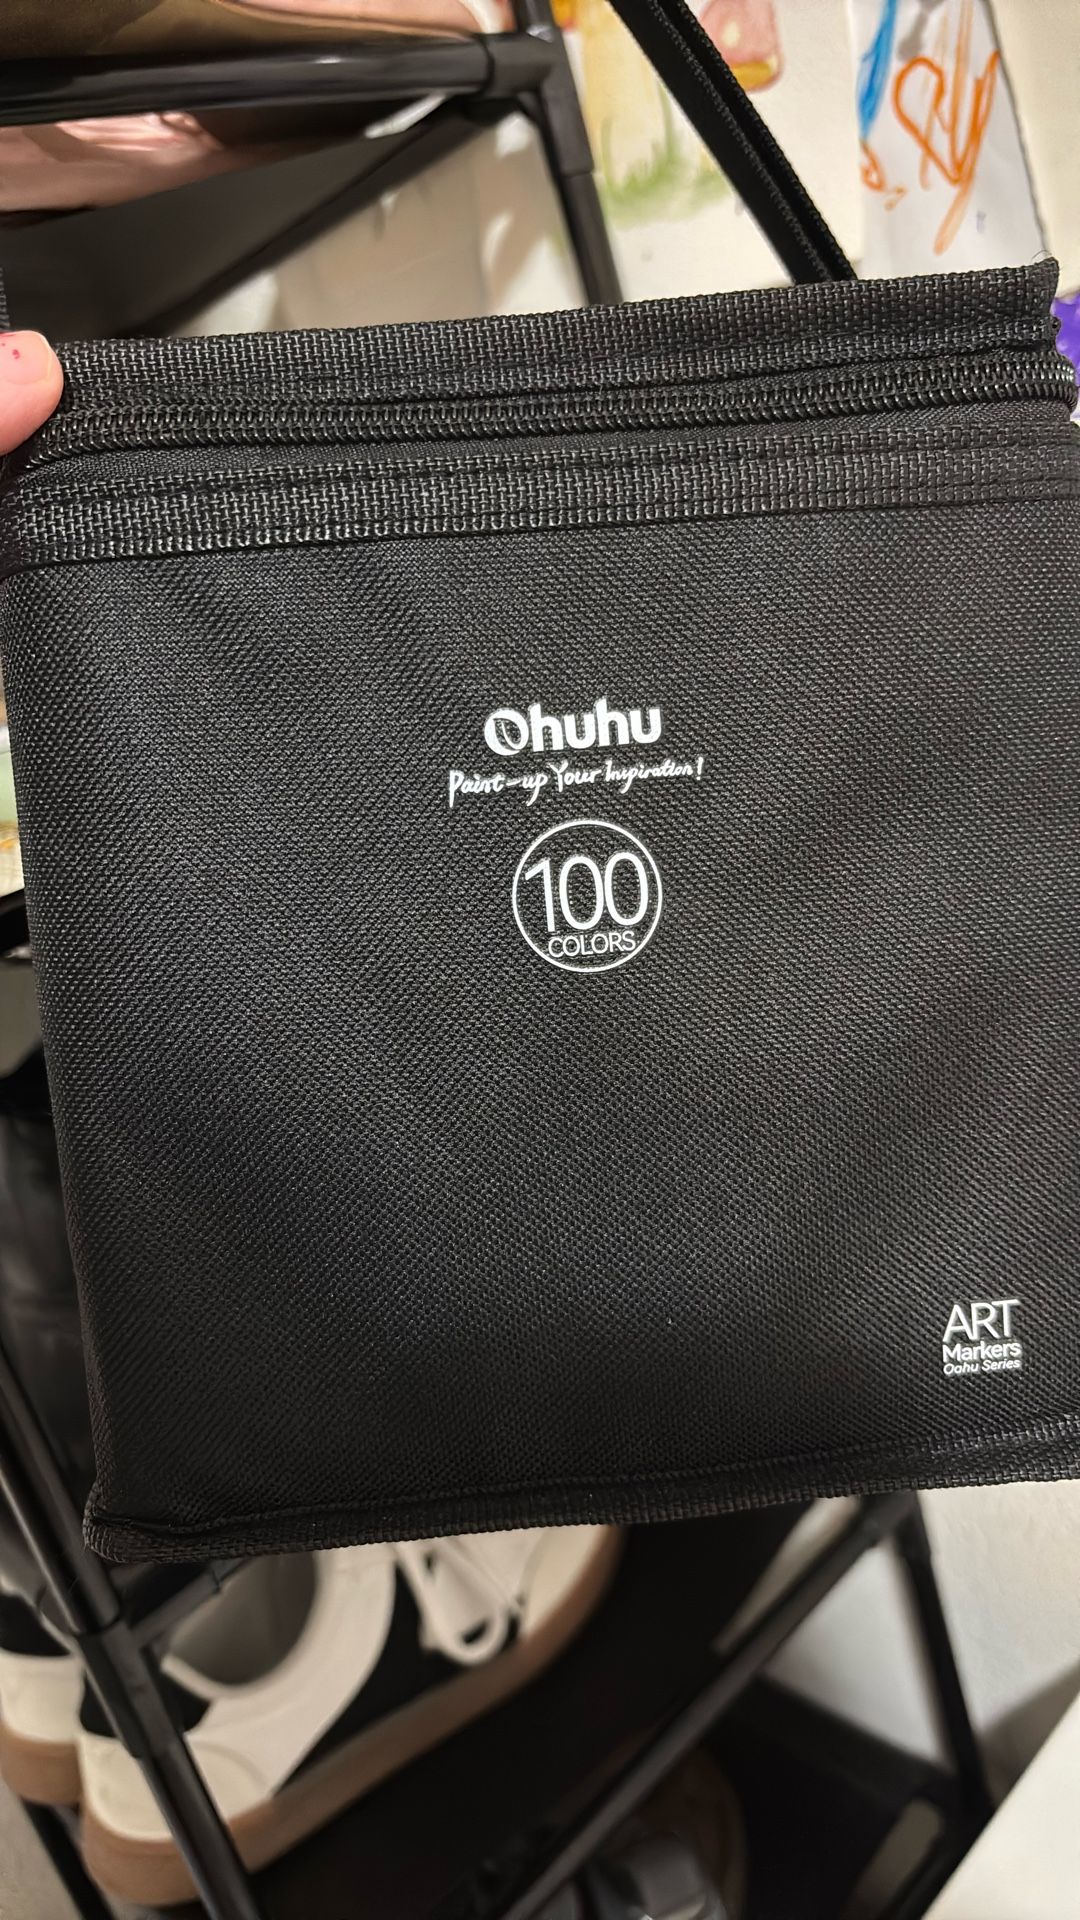 Ohuhu
Paint-up Your Inspiration!
100
COLORS
ART
Markers
Oahu Series